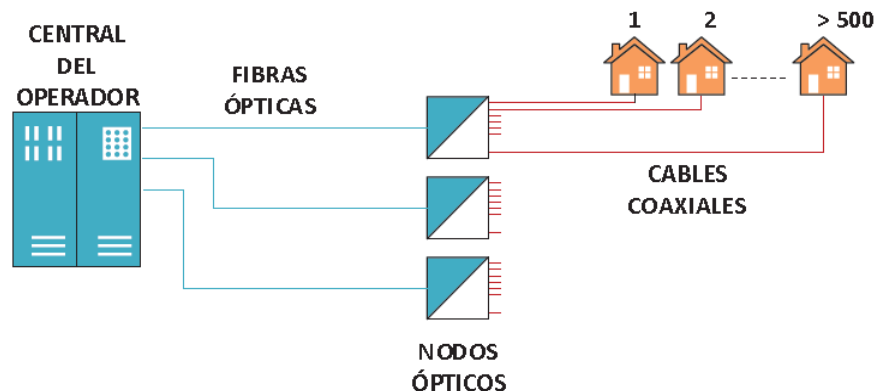 CENTRAL
DEL
OPERADOR
FIBRAS
ÓPTICAS
1 2 > 500
CABLES
COAXIALES
NODOS
ÓPTICOS